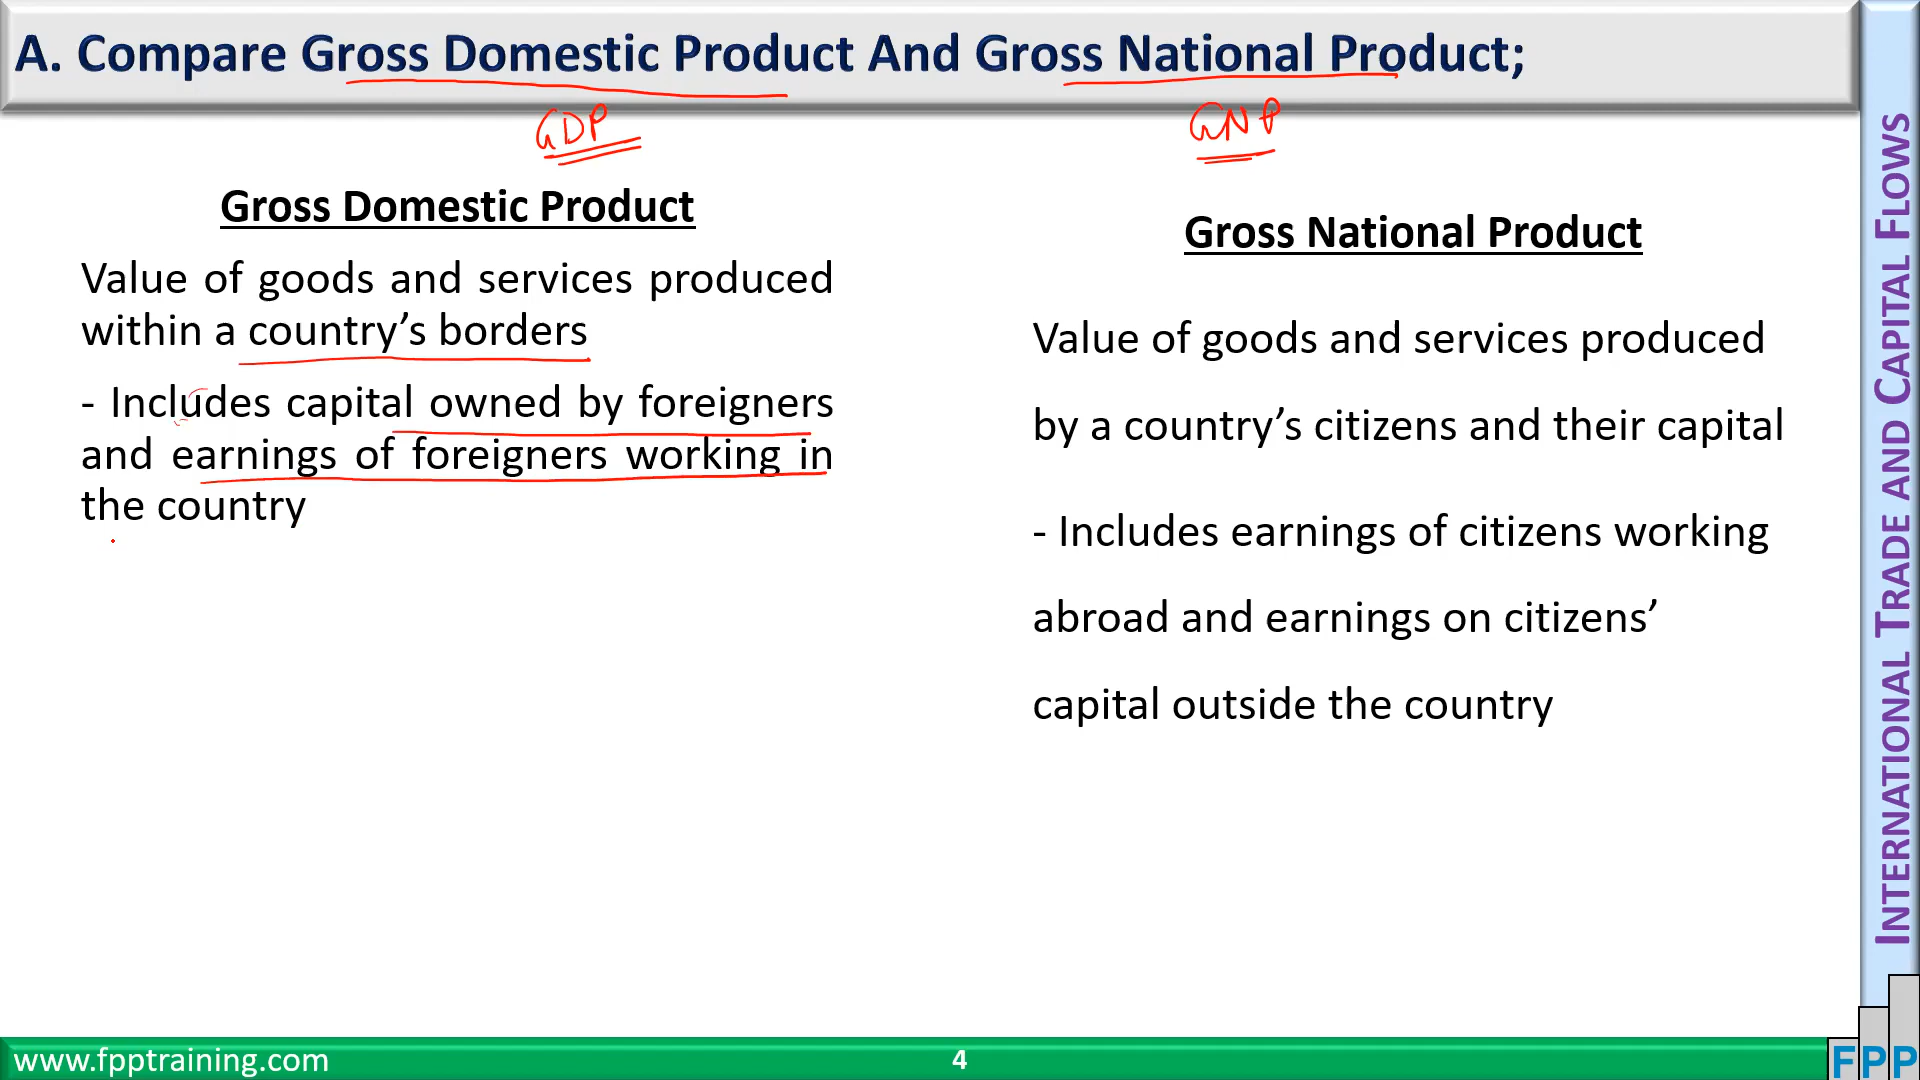 A. Compare Gross Domestic Product And Gross National Product;
GDP
GNP
Gross Domestic Product
Value of goods and services produced
within a country’s borders
- Includes capital owned by foreigners
and earnings of foreigners working in
the country
Gross National Product
Value of goods and services produced
by a country’s citizens and their capital
- Includes earnings of citizens working
abroad and earnings on citizens’
capital outside the country
INTERNATIONAL TRADE AND CAPITAL FLOWS
www.fpptraining.com
4
FPP